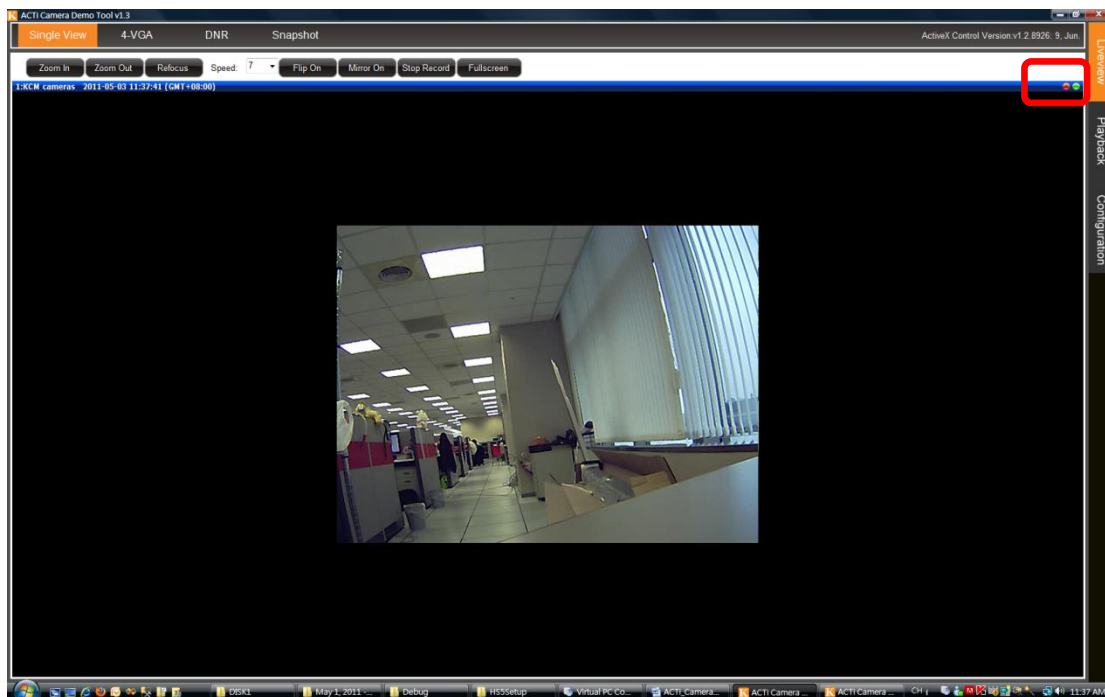 ACTi Camera Demo Tool v1.3
Single View 4-VGA DNR Snapshot ActiveX Control Version:v1.2.8926: 9, Jun.
Zoom In Zoom Out Refocus Speed: 7 Flip On Mirror On Stop Record Fullscreen
1:KCM cameras 2011-05-03 11:37:41 (GMT+08:00)
Liveview
Playback
Configuration
DISK1 May 1, 2011 -... Debug HS5Setup Virtual PC Co... ACTi_Camera... ACTi Camera ... ACTi Camera ... CH 11:37 AM